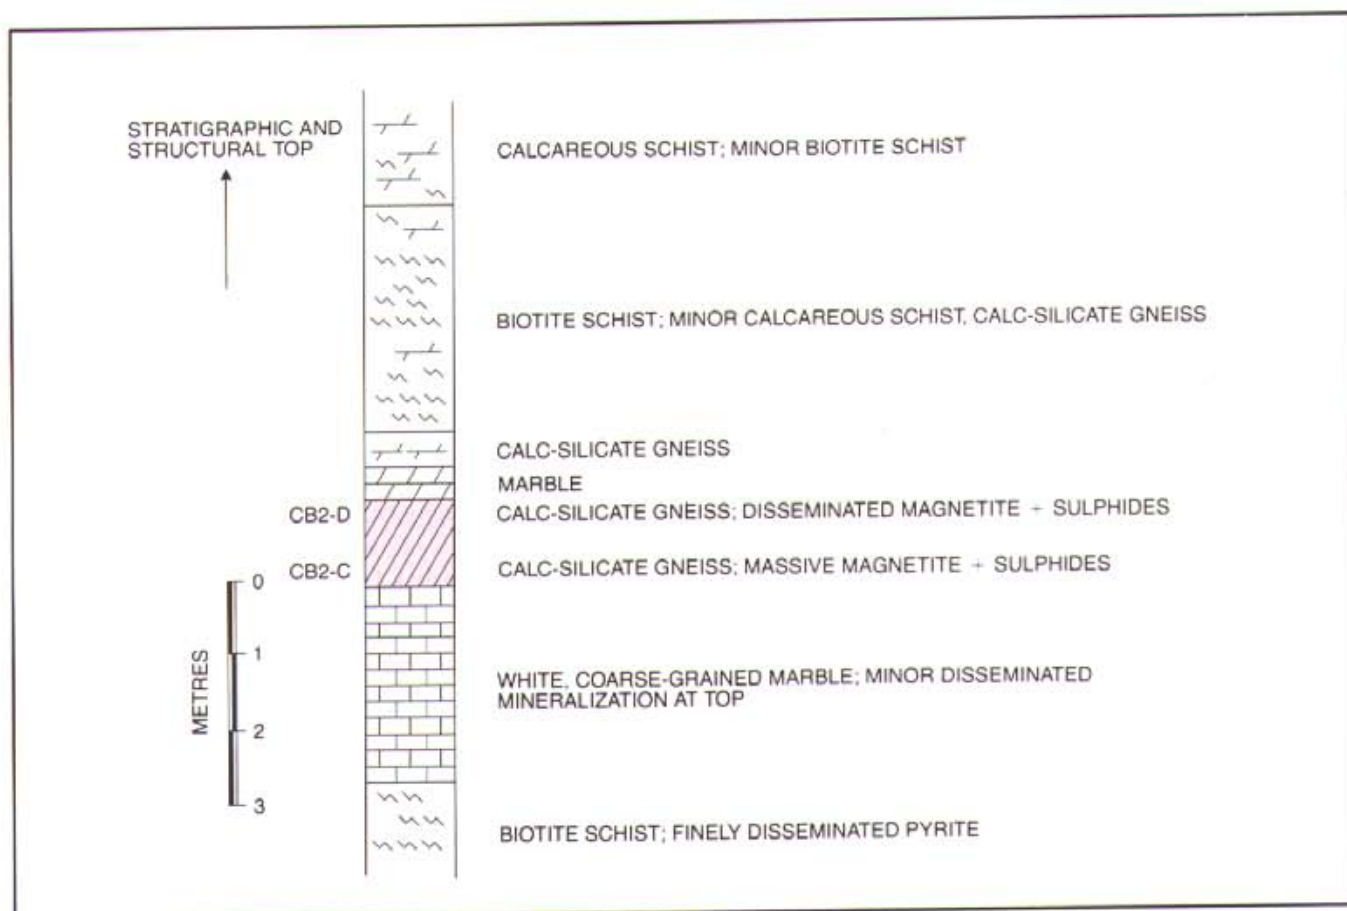 STRATIGRAPHIC AND
STRUCTURAL TOP
CALCAREOUS SCHIST; MINOR BIOTITE SCHIST
BIOTITE SCHIST; MINOR CALCAREOUS SCHIST, CALC-SILICATE GNEISS
CALC-SILICATE GNEISS
MARBLE
CB2-D CALC-SILICATE GNEISS; DISSEMINATED MAGNETITE + SULPHIDES
CB2-C CALC-SILICATE GNEISS; MASSIVE MAGNETITE + SULPHIDES
0
1
METRES
WHITE, COARSE-GRAINED MARBLE; MINOR DISSEMINATED
MINERALIZATION AT TOP
2
3
BIOTITE SCHIST; FINELY DISSEMINATED PYRITE